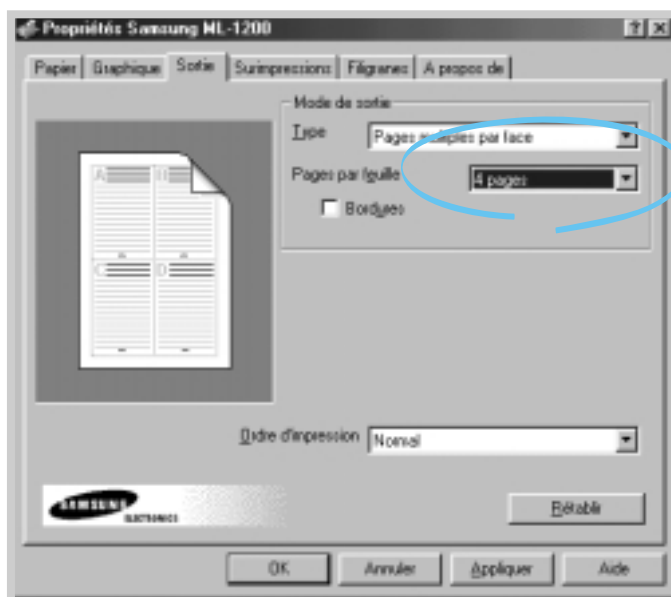 Propriétés Samsung ML-1200
Papier Graphique Sortie Surimpressions Filigranes A propos de
Mode de sortie
Type Pages multiples par face
Pages par feuille 4 pages
Bordures
A B
C D
Ordre d'impression Normal
SAMSUNG
ELECTRONICS
Rétablir
OK Annuler Appliquer Aide